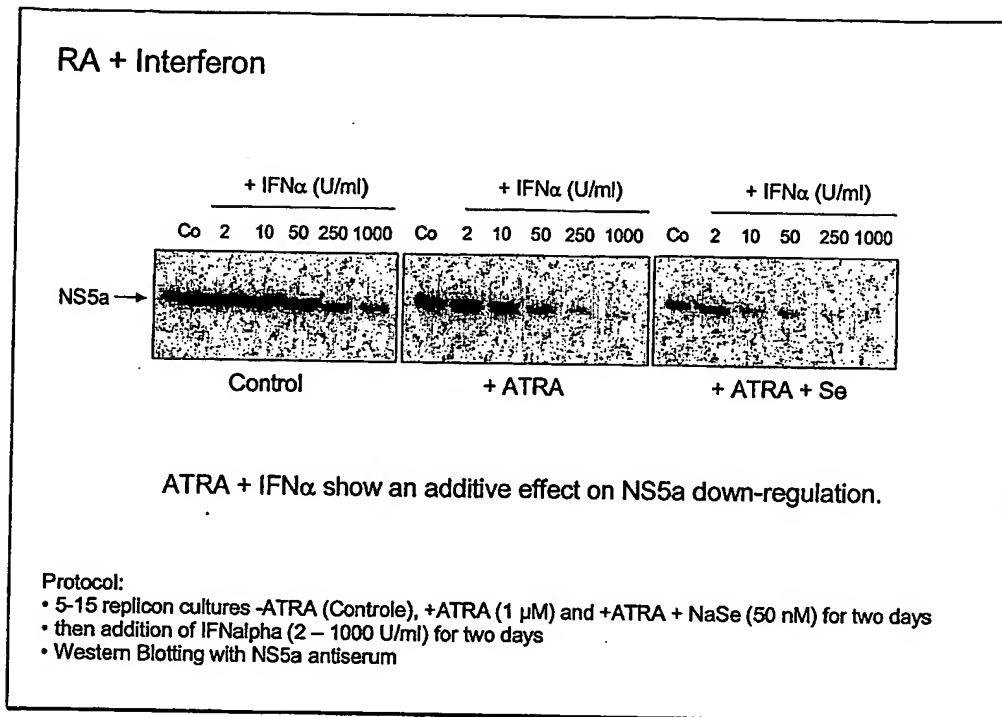 RA + Interferon
+ IFNα (U/ml)
+ IFNα (U/ml)
+ IFNα (U/ml)
Co 2 10 50 250 1000
Co 2 10 50 250 1000
Co 2 10 50 250 1000
NS5a
Control
+ ATRA
+ ATRA + Se
ATRA + IFNα show an additive effect on NS5a down-regulation.
Protocol:
• 5-15 replicon cultures -ATRA (Controle), +ATRA (1 µM) and +ATRA + NaSe (50 nM) for two days
• then addition of IFNalpha (2 – 1000 U/ml) for two days
• Western Blotting with NS5a antiserum